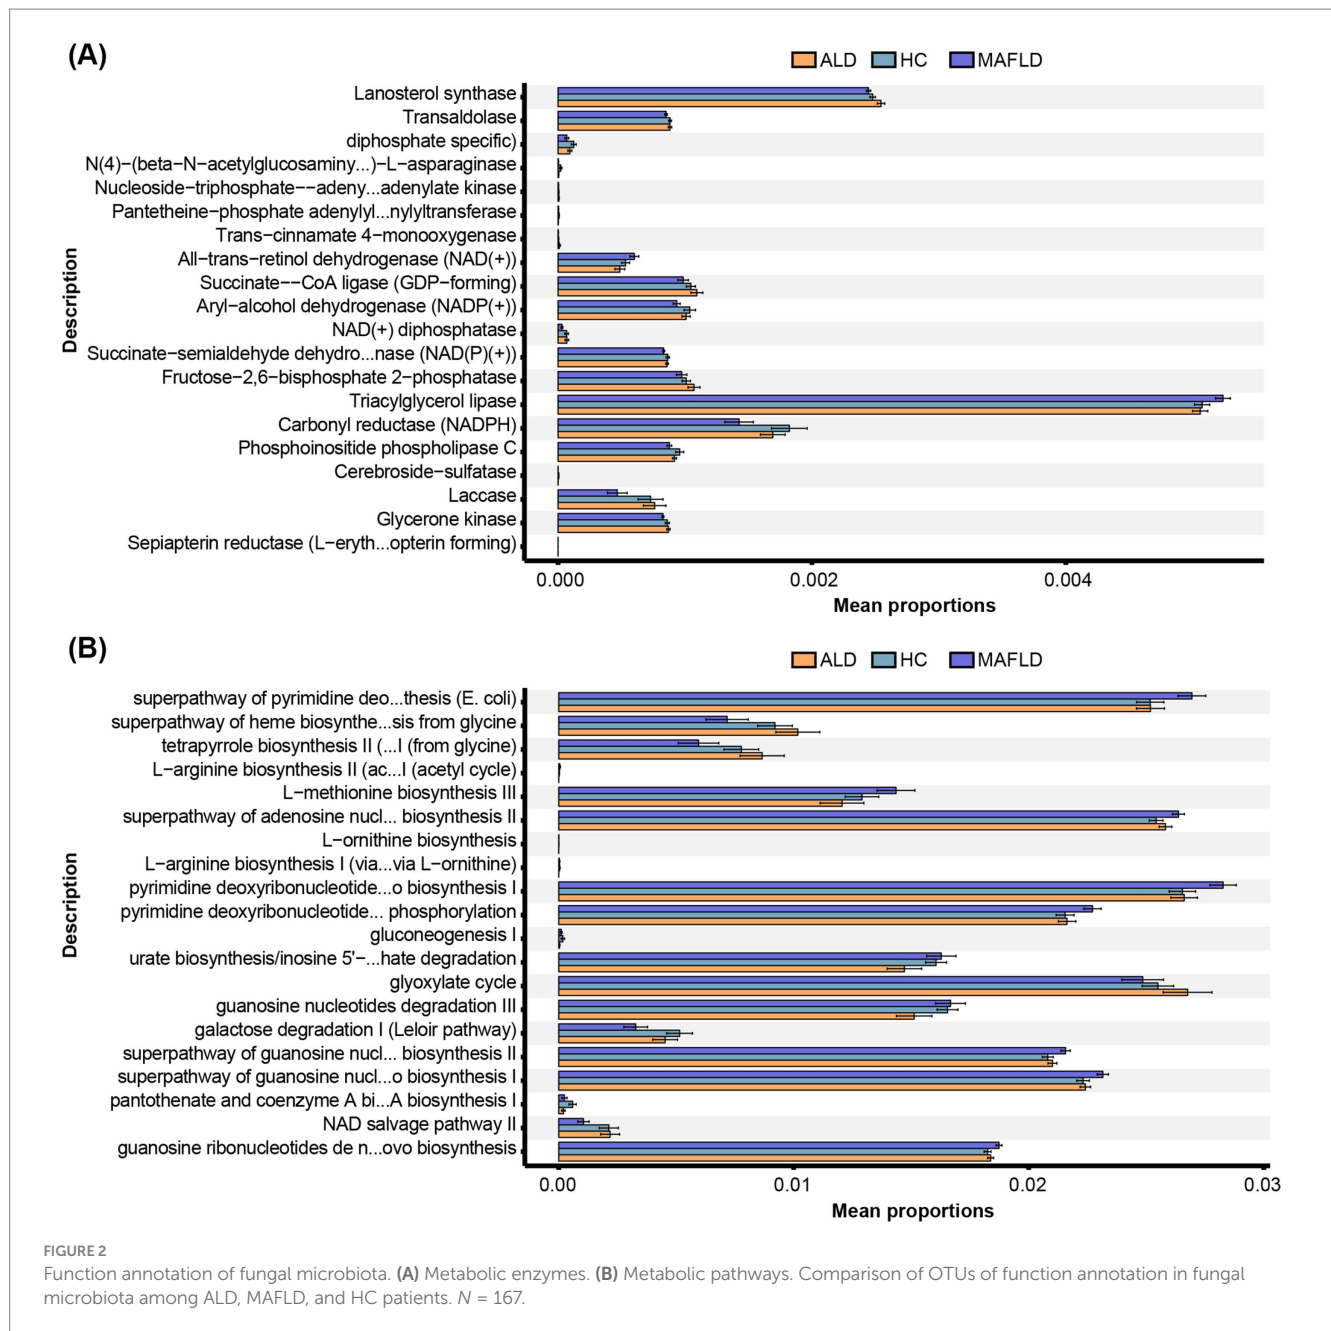 (A)
ALD HC MAFLD
Lanosterol synthase
Transaldolase
diphosphate specific)
N(4)−(beta−N−acetylglucosaminy...)−L−asparaginase
Nucleoside−triphosphate−−adeny...adenylate kinase
Pantetheine−phosphate adenylyl...nylyltransferase
Trans−cinnamate 4−monooxygenase
All−trans−retinol dehydrogenase (NAD(+))
Succinate−−CoA ligase (GDP−forming)
Aryl−alcohol dehydrogenase (NADP(+))
NAD(+) diphosphatase
Succinate−semialdehyde dehydro...nase (NAD(P)(+))
Fructose−2,6−bisphosphate 2−phosphatase
Triacylglycerol lipase
Carbonyl reductase (NADPH)
Phosphoinositide phospholipase C
Cerebroside−sulfatase
Laccase
Glycerone kinase
Sepiapterin reductase (L−eryth...opterin forming)
Description
0.000 0.002 0.004
Mean proportions
(B)
ALD HC MAFLD
superpathway of pyrimidine deo...thesis (E. coli)
superpathway of heme biosynthe...sis from glycine
tetrapyrrole biosynthesis II (...I (from glycine)
L−arginine biosynthesis II (ac...I (acetyl cycle)
L−methionine biosynthesis III
superpathway of adenosine nucl... biosynthesis II
L−ornithine biosynthesis
L−arginine biosynthesis I (via...via L−ornithine)
pyrimidine deoxyribonucleotide...o biosynthesis I
pyrimidine deoxyribonucleotide... phosphorylation
gluconeogenesis I
urate biosynthesis/inosine 5'−...hate degradation
glyoxylate cycle
guanosine nucleotides degradation III
galactose degradation I (Leloir pathway)
superpathway of guanosine nucl... biosynthesis II
superpathway of guanosine nucl...o biosynthesis I
pantothenate and coenzyme A bi...A biosynthesis I
NAD salvage pathway II
guanosine ribonucleotides de n...ovo biosynthesis
Description
0.00 0.01 0.02 0.03
Mean proportions
FIGURE 2
Function annotation of fungal microbiota. (A) Metabolic enzymes. (B) Metabolic pathways. Comparison of OTUs of function annotation in fungal
microbiota among ALD, MAFLD, and HC patients. N = 167.